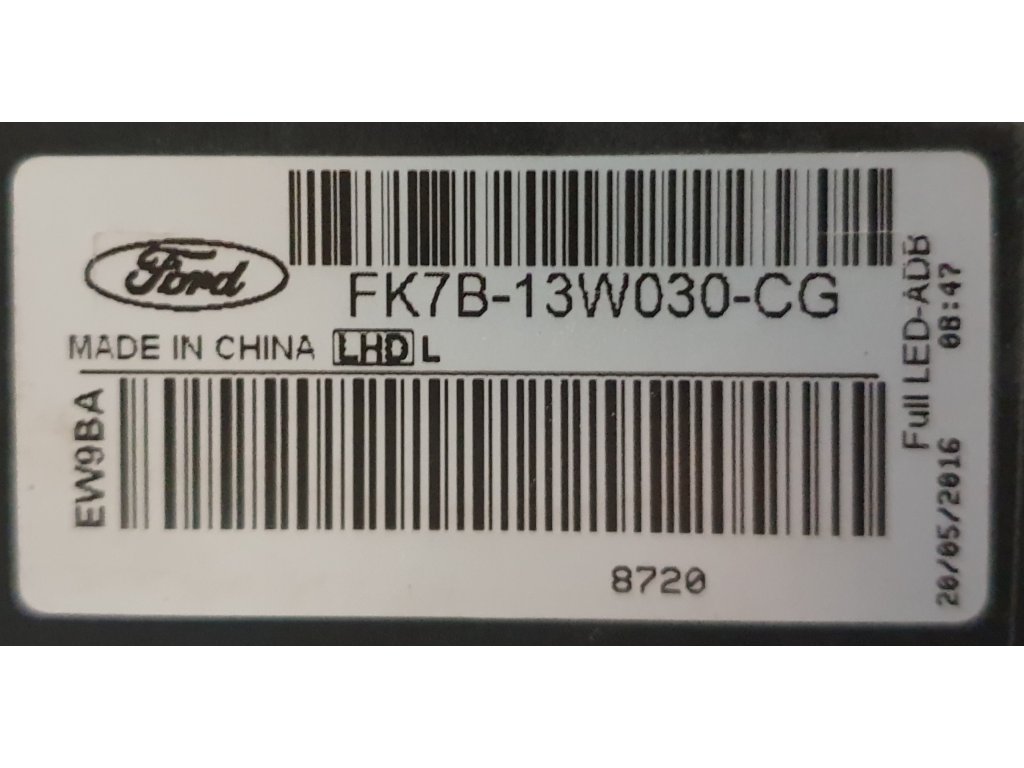 Ford
FK7B-13W030-CG
MADE IN CHINA LHD L
EW9BA
8720
Full LED-ADB
20/05/2016 08:47